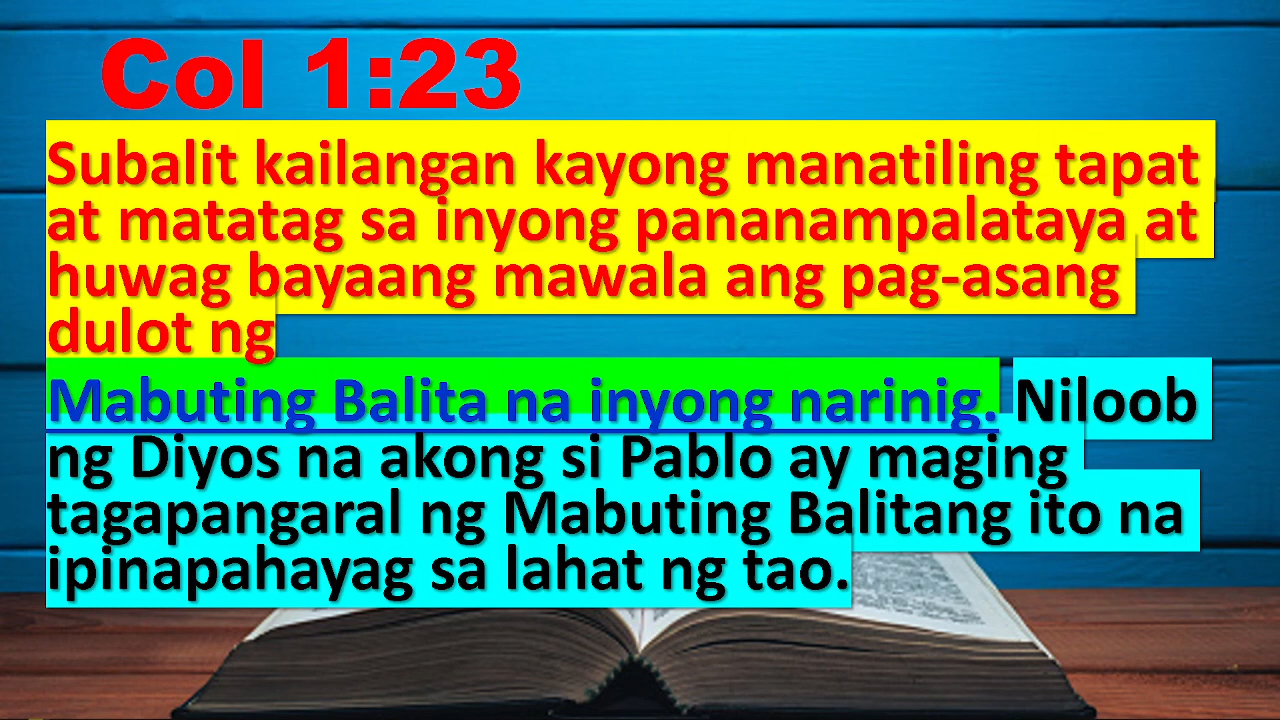 Col 1:23
Subalit kailangan kayong manatiling tapat
at matatag sa inyong pananampalataya at
huwag bayaang mawala ang pag-asang
dulot ng
Mabuting Balita na inyong narinig. Niloob
ng Diyos na akong si Pablo ay maging
tagapangaral ng Mabuting Balitang ito na
ipinapahayag sa lahat ng tao.